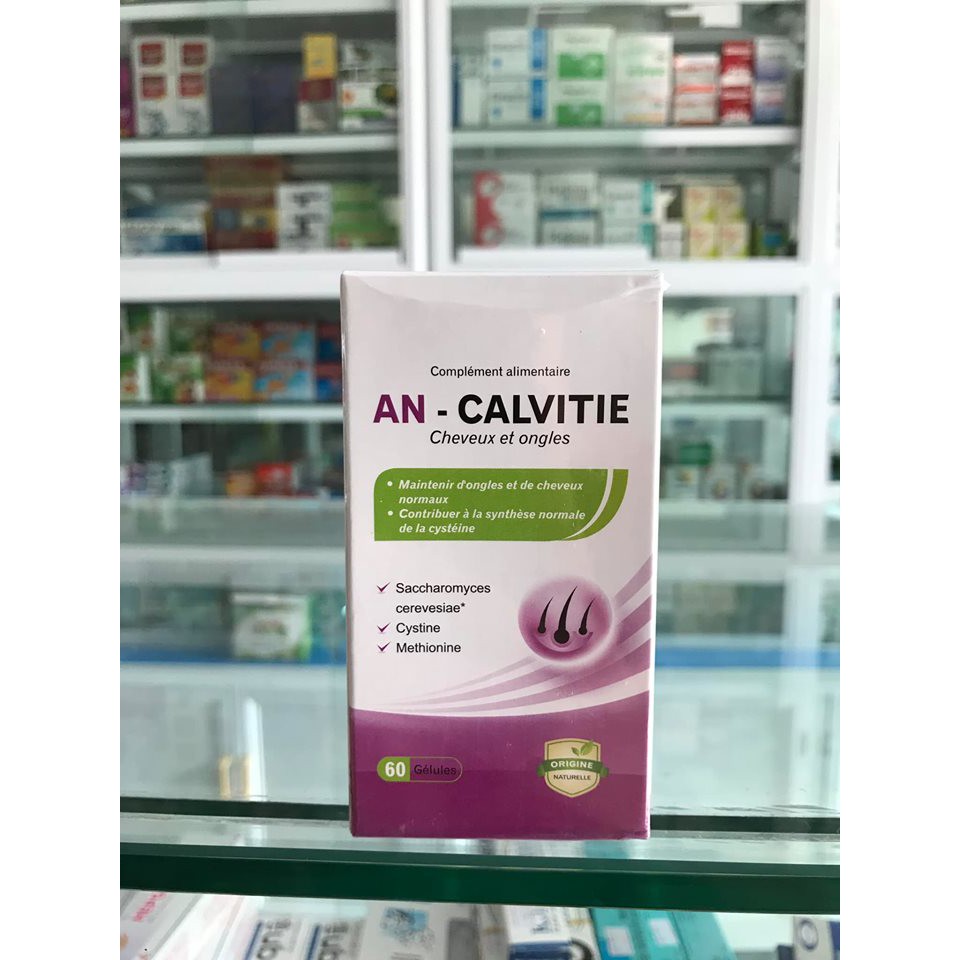 Complément alimentaire
AN - CALVITIE
Cheveux et ongles
• Maintenir d'ongles et de cheveux
normaux
• Contribuer à la synthèse normale
de la cystéine
Saccharomyces
cerevesiae*
Cystine
Methionine
60 Gélules
ORIGINE
NATURELLE